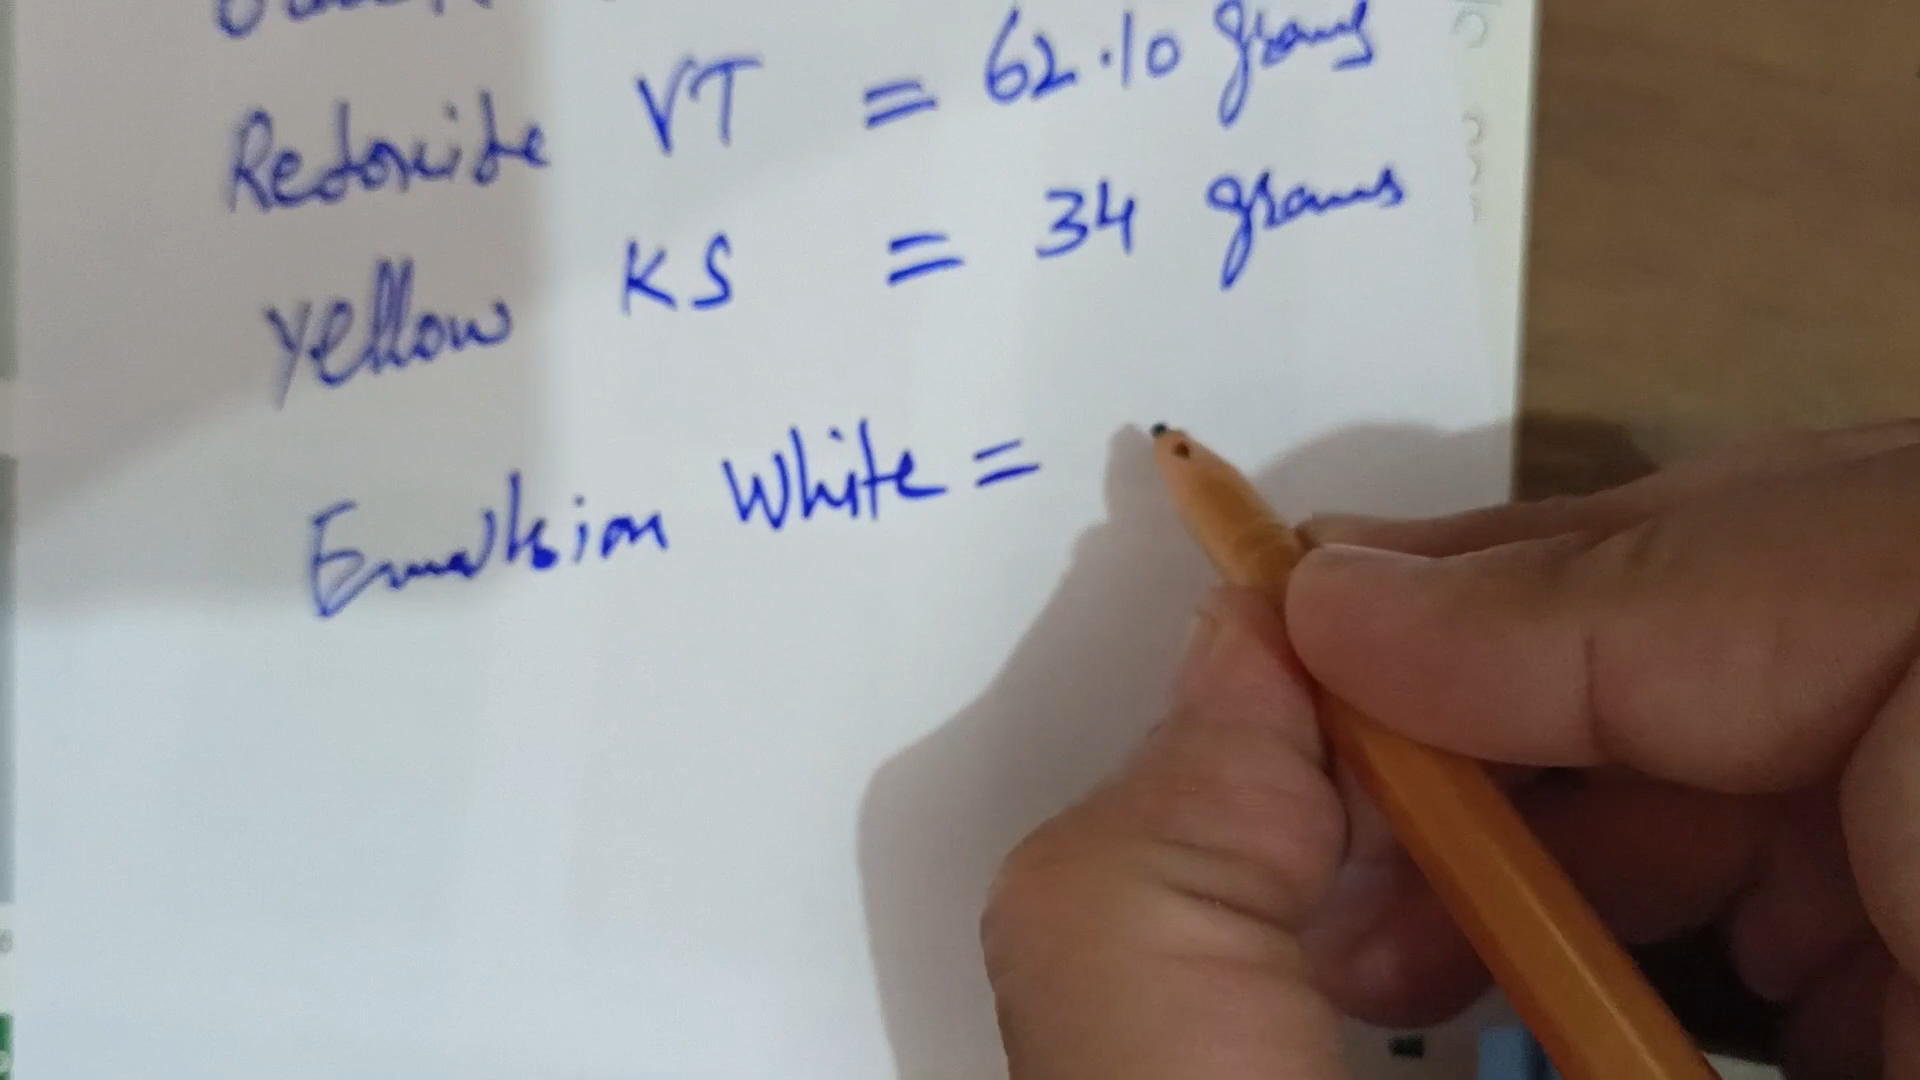 Redoxide VT = 62.10 grams
Yellow KS = 34 grams
Emulsion White =